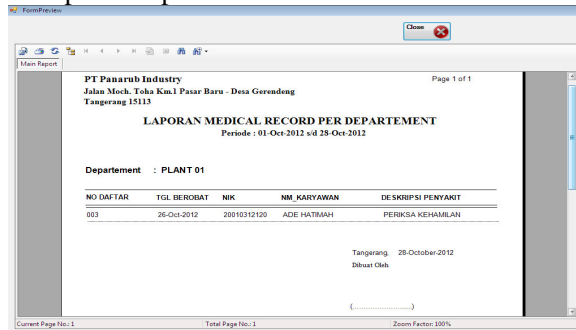 FormPreview
Close
Main Report
PT Panarub Industry Page 1 of 1
Jalan Moch. Toha Km.1 Pasar Baru - Desa Gerendeng
Tangerang 15113
LAPORAN MEDICAL RECORD PER DEPARTEMENT
Periode : 01-Oct-2012 s/d 28-Oct-2012
Departement : PLANT 01
NO DAFTAR TGL BEROBAT NIK NM_KARYAWAN DESKRIPSI PENYAKIT
003 26-Oct-2012 20010312120 ADE HATIMAH PERIKSA KEHAMILAN
Tangerang, 28-October-2012
Dibuat Oleh
(........................)
Current Page No.: 1 Total Page No.: 1 Zoom Factor: 100%